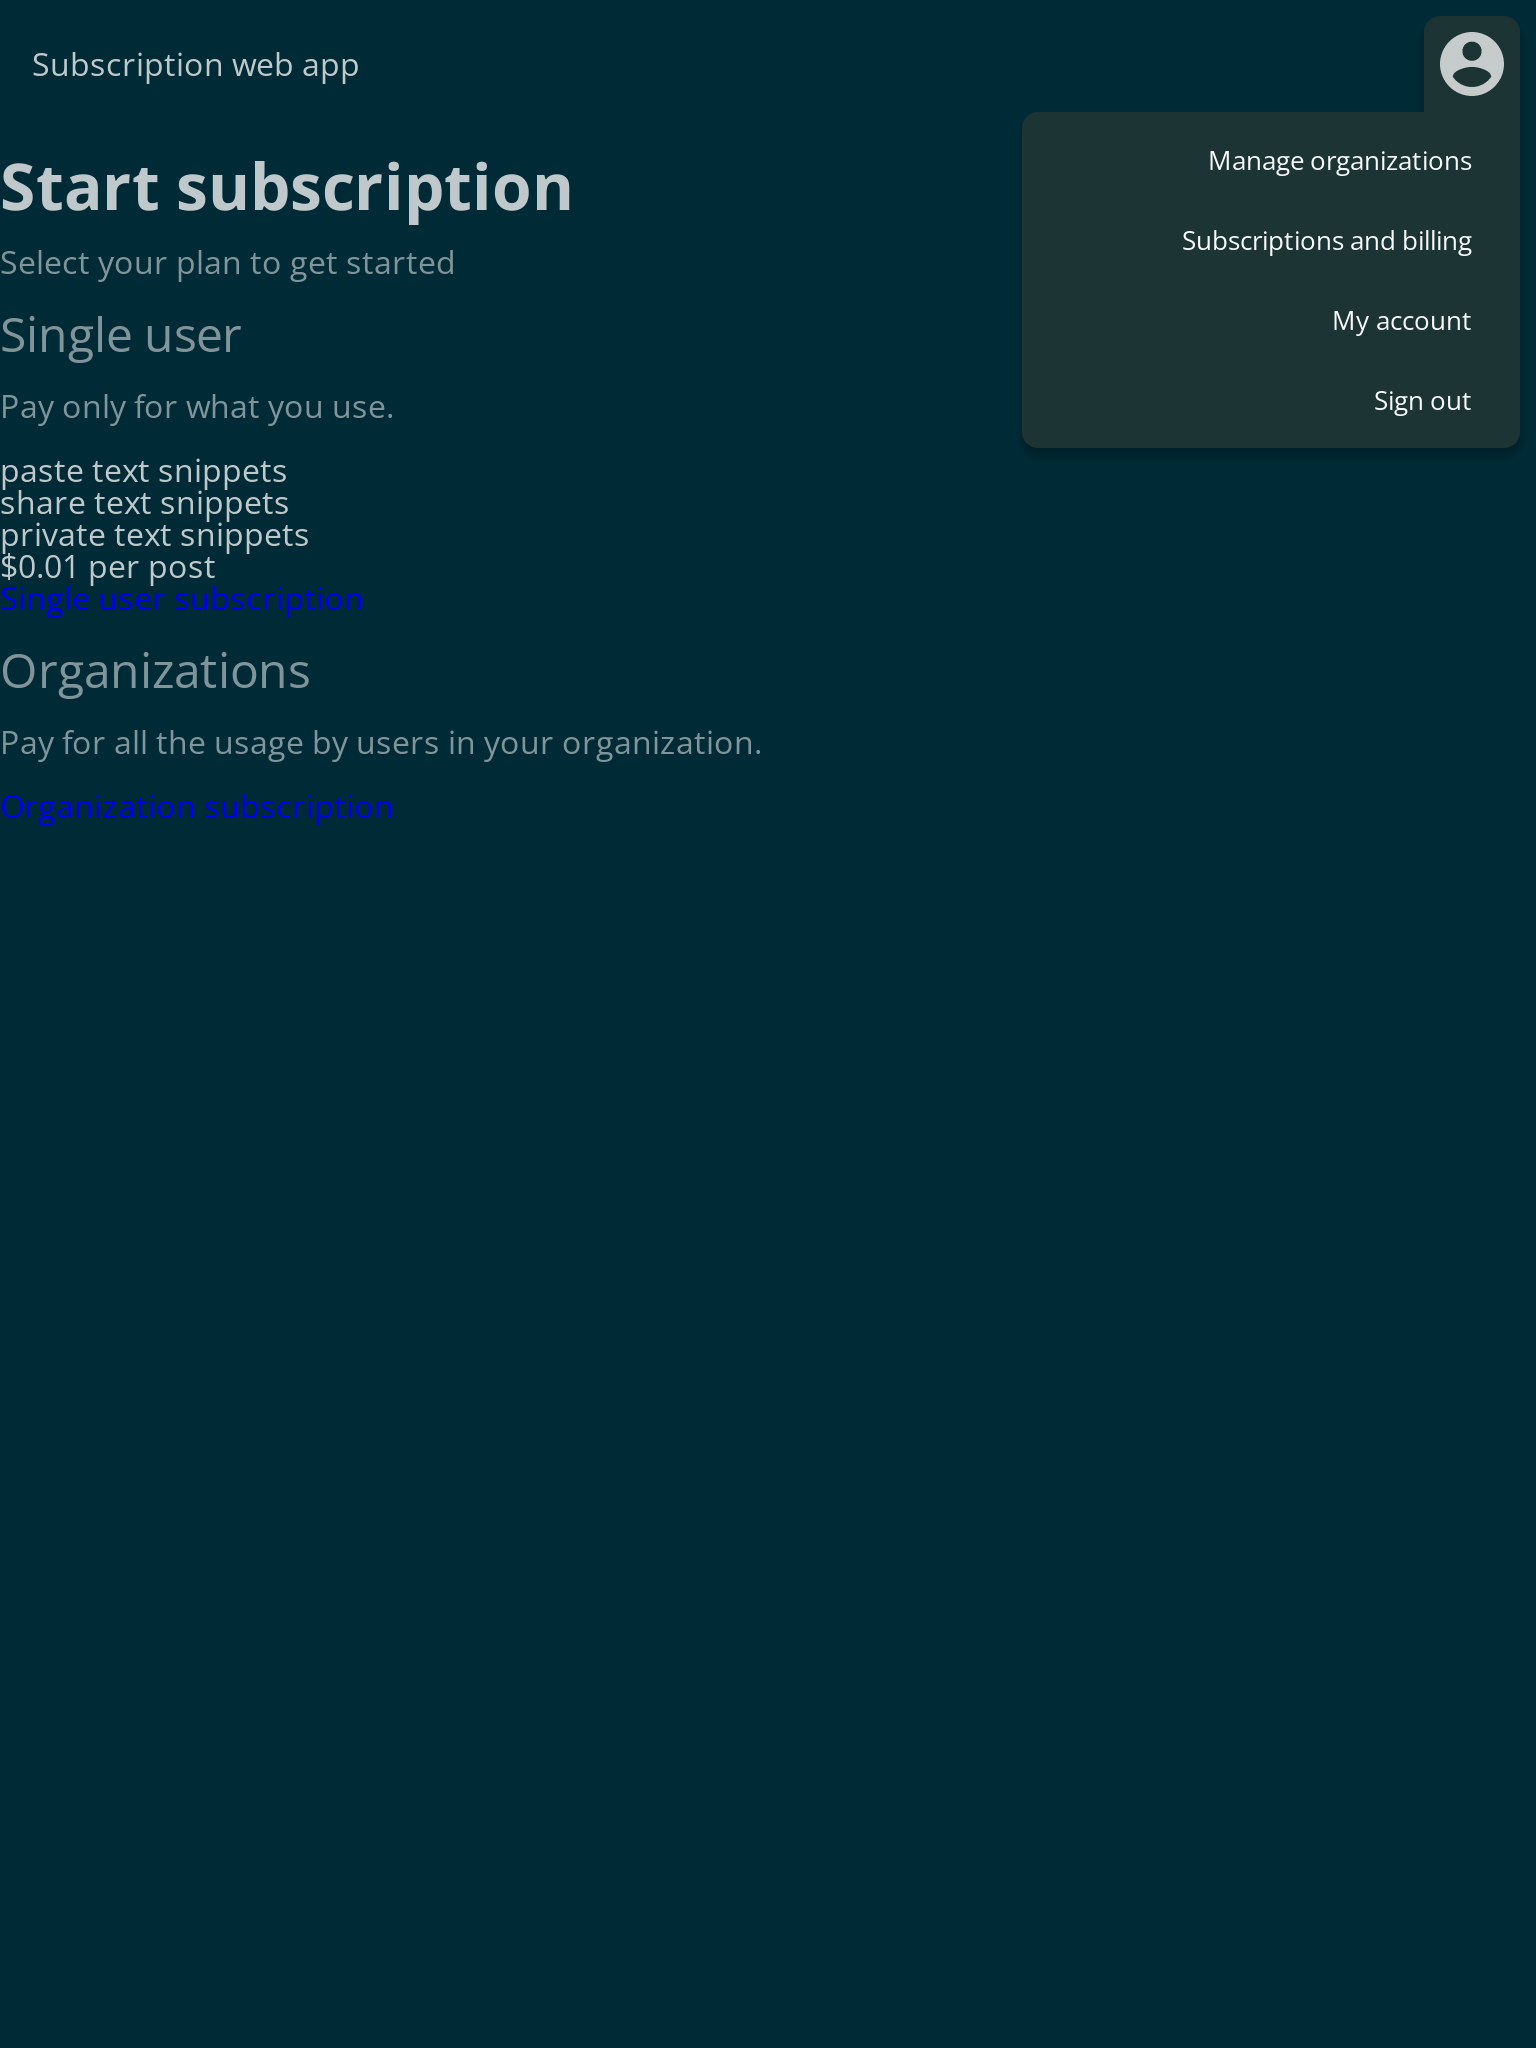 Subscription web app
Manage organizations
Subscriptions and billing
My account
Sign out
Start subscription
Select your plan to get started
Single user
Pay only for what you use.
paste text snippets
share text snippets
private text snippets
$0.01 per post
Single user subscription
Organizations
Pay for all the usage by users in your organization.
Organization subscription